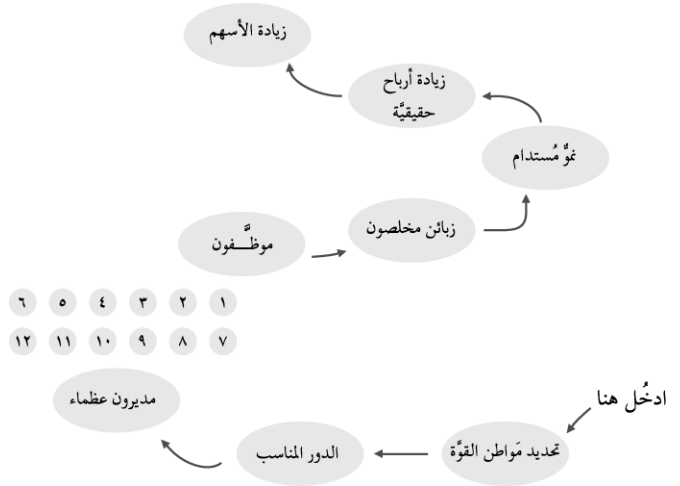 زيادة الأسهم
زيادة أرباح
حقيقيَّة
نموٌّ مُستدام
زبائن مخلصون
موظَّـــفون
١ ٢ ٣ ٤ ٥ ٦
٧ ٨ ٩ ١٠ ١١ ١٢
ادخُل هنا
مديرون عظماء
الدور المناسب
تحديد مَواطن القوَّة